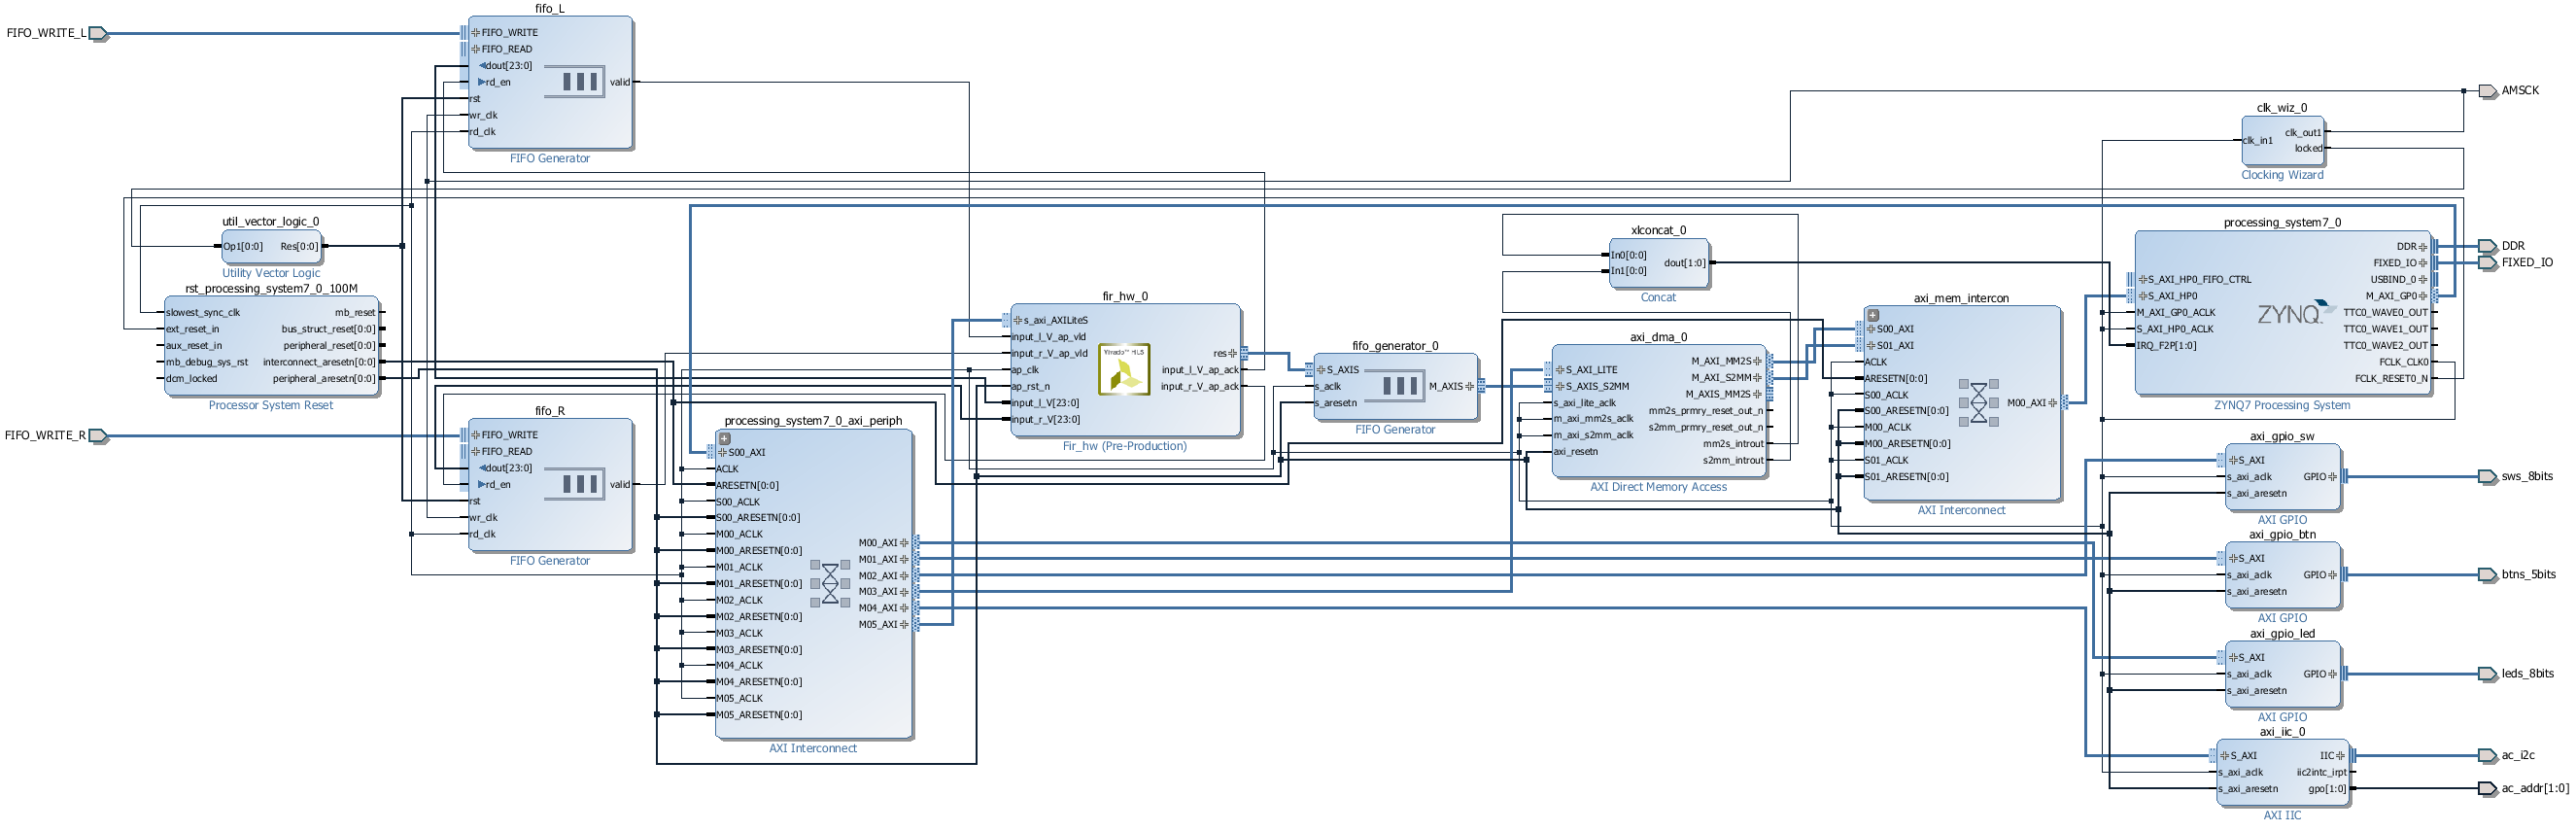 FIFO_WRITE_L
fifo_L
FIFO_WRITE
FIFO_READ
dout[23:0]
rd_en
rst
wr_clk
rd_clk
valid
FIFO Generator
AMSCK
clk_wiz_0
clk_in1
clk_out1
locked
Clocking Wizard
util_vector_logic_0
Op1[0:0]
Res[0:0]
Utility Vector Logic
rst_processing_system7_0_100M
slowest_sync_clk
ext_reset_in
aux_reset_in
mb_debug_sys_rst
dcm_locked
mb_reset
bus_struct_reset[0:0]
peripheral_reset[0:0]
interconnect_aresetn[0:0]
peripheral_aresetn[0:0]
Processor System Reset
FIFO_WRITE_R
fifo_R
FIFO_WRITE
FIFO_READ
dout[23:0]
rd_en
rst
wr_clk
rd_clk
valid
FIFO Generator
processing_system7_0_axi_periph
S00_AXI
ACLK
ARESETN[0:0]
S00_ACLK
S00_ARESETN[0:0]
M00_ACLK
M00_ARESETN[0:0]
M01_ACLK
M01_ARESETN[0:0]
M02_ACLK
M02_ARESETN[0:0]
M03_ACLK
M03_ARESETN[0:0]
M04_ACLK
M04_ARESETN[0:0]
M05_ACLK
M05_ARESETN[0:0]
M00_AXI
M01_AXI
M02_AXI
M03_AXI
M04_AXI
M05_AXI
AXI Interconnect
fir_hw_0
s_axi_AXILiteS
input_l_V_ap_vld
input_r_V_ap_vld
ap_clk
ap_rst_n
input_l_V[23:0]
input_r_V[23:0]
Vivado™ HLS
res
input_l_V_ap_ack
input_r_V_ap_ack
Fir_hw (Pre-Production)
fifo_generator_0
S_AXIS
s_aclk
s_aresetn
M_AXIS
FIFO Generator
xlconcat_0
In0[0:0]
In1[0:0]
dout[1:0]
Concat
axi_dma_0
S_AXI_LITE
S_AXIS_S2MM
s_axi_lite_aclk
m_axi_mm2s_aclk
m_axi_s2mm_aclk
axi_resetn
M_AXI_MM2S
M_AXI_S2MM
M_AXIS_MM2S
mm2s_prmry_reset_out_n
s2mm_prmry_reset_out_n
mm2s_introut
s2mm_introut
AXI Direct Memory Access
axi_mem_intercon
S00_AXI
S01_AXI
ACLK
ARESETN[0:0]
S00_ACLK
S00_ARESETN[0:0]
M00_ACLK
M00_ARESETN[0:0]
S01_ACLK
S01_ARESETN[0:0]
M00_AXI
AXI Interconnect
processing_system7_0
S_AXI_HP0_FIFO_CTRL
S_AXI_HP0
M_AXI_GP0_ACLK
S_AXI_HP0_ACLK
IRQ_F2P[1:0]
ZYNQ
DDR
FIXED_IO
USBIND_0
M_AXI_GP0
TTC0_WAVE0_OUT
TTC0_WAVE1_OUT
TTC0_WAVE2_OUT
FCLK_CLK0
FCLK_RESET0_N
ZYNQ7 Processing System
DDR
FIXED_IO
axi_gpio_sw
S_AXI
s_axi_aclk
s_axi_aresetn
GPIO
AXI GPIO
sws_8bits
axi_gpio_btn
S_AXI
s_axi_aclk
s_axi_aresetn
GPIO
AXI GPIO
btns_5bits
axi_gpio_led
S_AXI
s_axi_aclk
s_axi_aresetn
GPIO
AXI GPIO
leds_8bits
axi_iic_0
S_AXI
s_axi_aclk
s_axi_aresetn
IIC
iic2intc_irpt
gpo[1:0]
AXI IIC
ac_i2c
ac_addr[1:0]